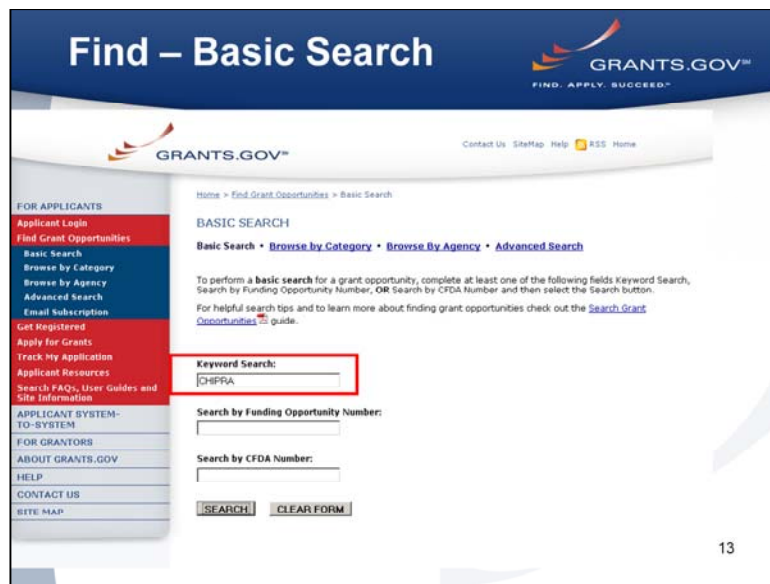 Find – Basic Search
GRANTS.GOV℠
FIND. APPLY. SUCCEED.℠
GRANTS.GOV℠
Contact Us SiteMap Help RSS Home
FOR APPLICANTS
Applicant Login
Find Grant Opportunities
Basic Search
Browse by Category
Browse by Agency
Advanced Search
Email Subscription
Get Registered
Apply for Grants
Track My Application
Applicant Resources
Search FAQs, User Guides and
Site Information
APPLICANT SYSTEM-
TO-SYSTEM
FOR GRANTORS
ABOUT GRANTS.GOV
HELP
CONTACT US
SITE MAP
Home > Find Grant Opportunities > Basic Search
BASIC SEARCH
Basic Search • Browse by Category • Browse By Agency • Advanced Search
To perform a basic search for a grant opportunity, complete at least one of the following fields Keyword Search,
Search by Funding Opportunity Number, OR Search by CFDA Number and then select the Search button.
For helpful search tips and to learn more about finding grant opportunities check out the Search Grant
Opportunities guide.
Keyword Search:
CHIPRA
Search by Funding Opportunity Number:
Search by CFDA Number:
SEARCH CLEAR FORM
13